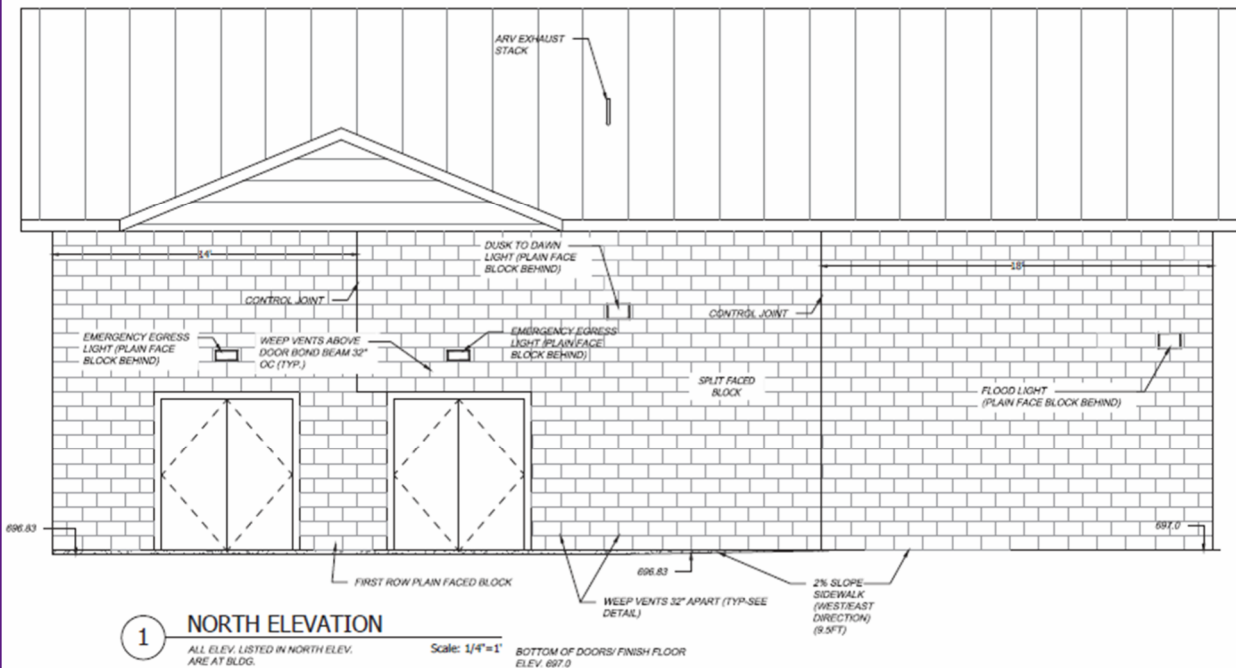 ARV EXHAUST
STACK
14'
DUSK TO DAWN
LIGHT (PLAIN FACE
BLOCK BEHIND)
18'
CONTROL JOINT
CONTROL JOINT
EMERGENCY EGRESS
LIGHT (PLAIN FACE
BLOCK BEHIND)
WEEP VENTS ABOVE
DOOR BOND BEAM 32"
OC (TYP.)
EMERGENCY EGRESS
LIGHT (PLAIN FACE
BLOCK BEHIND)
SPLIT FACED
BLOCK
FLOOD LIGHT
(PLAIN FACE BLOCK BEHIND)
696.83
697.0
696.83
FIRST ROW PLAIN FACED BLOCK
WEEP VENTS 32" APART (TYP-SEE
DETAIL)
2% SLOPE
SIDEWALK
(WEST/EAST
DIRECTION)
(9.5FT)
1
NORTH ELEVATION
ALL ELEV. LISTED IN NORTH ELEV.
ARE AT BLDG.
Scale: 1/4"=1'
BOTTOM OF DOORS/ FINISH FLOOR
ELEV. 697.0